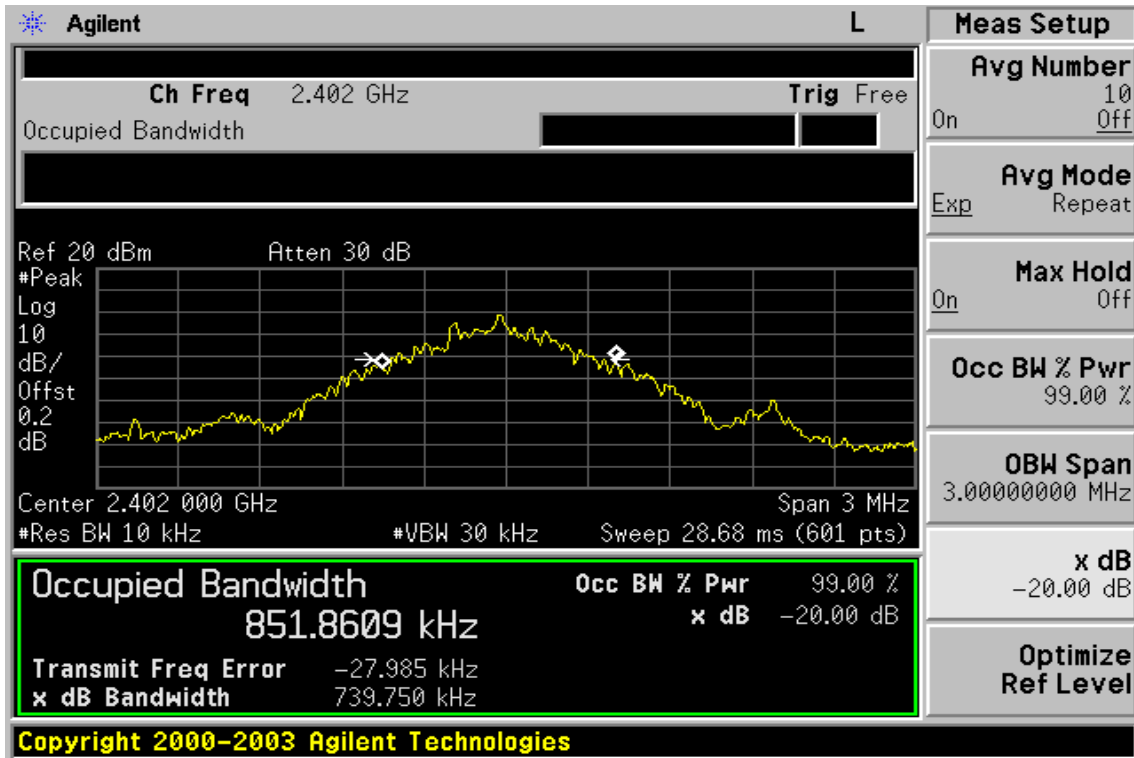 Agilent L Meas Setup
Ch Freq 2.402 GHz Trig Free
Occupied Bandwidth
Ref 20 dBm Atten 30 dB
#Peak
Log
10
dB/
Offst
0.2
dB
Center 2.402 000 GHz Span 3 MHz
#Res BW 10 kHz #VBW 30 kHz Sweep 28.68 ms (601 pts)
Occupied Bandwidth Occ BW % Pwr 99.00 %
851.8609 kHz x dB -20.00 dB
Transmit Freq Error -27.985 kHz
x dB Bandwidth 739.750 kHz
Avg Number
10
On Off
Avg Mode
Exp Repeat
Max Hold
On Off
Occ BW % Pwr
99.00 %
OBW Span
3.00000000 MHz
x dB
-20.00 dB
Optimize
Ref Level
Copyright 2000-2003 Agilent Technologies